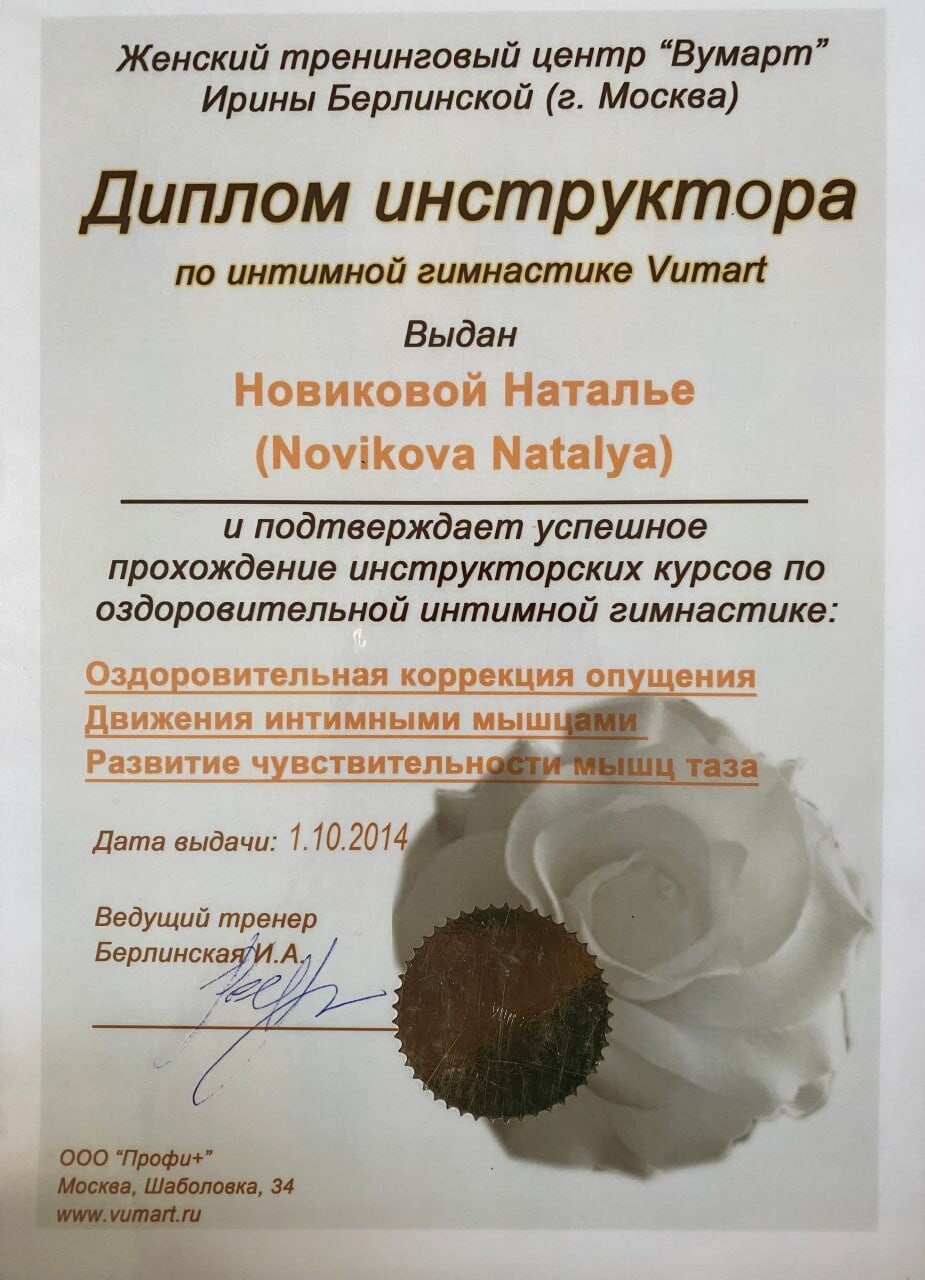 Женский тренинговый центр “Вумарт”
Ирины Берлинской (г. Москва)
Диплом инструктора
по интимной гимнастике Vumart
Выдан
Новиковой Наталье
(Novikova Natalya)
и подтверждает успешное
прохождение инструкторских курсов по
оздоровительной интимной гимнастике:
Оздоровительная коррекция опущения
Движения интимными мышцами
Развитие чувствительности мышц таза
Дата выдачи: 1.10.2014
Ведущий тренер
Берлинская И.А.
ООО “Профи+”
Москва, Шаболовка, 34
www.vumart.ru